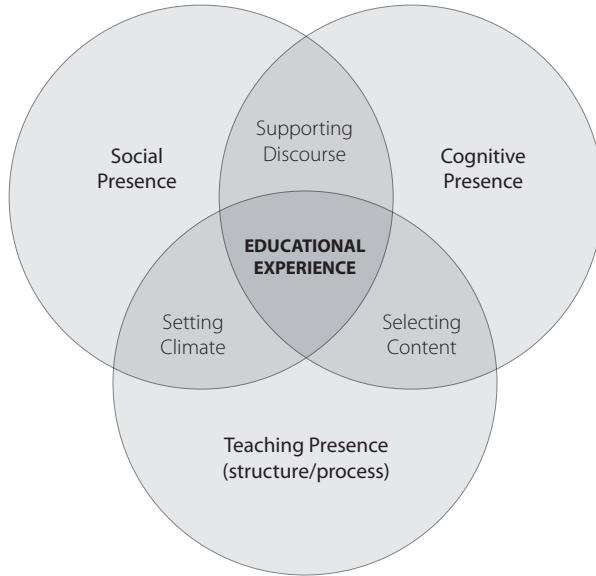 Supporting
Discourse
Social
Presence
Cognitive
Presence
EDUCATIONAL
EXPERIENCE
Setting
Climate
Selecting
Content
Teaching Presence
(structure/process)